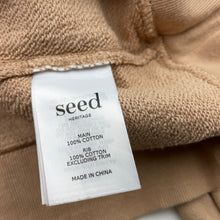 seed
HERITAGE
MAIN
100% COTTON
RIB
100% COTTON
EXCLUDING TRIM
MADE IN CHINA